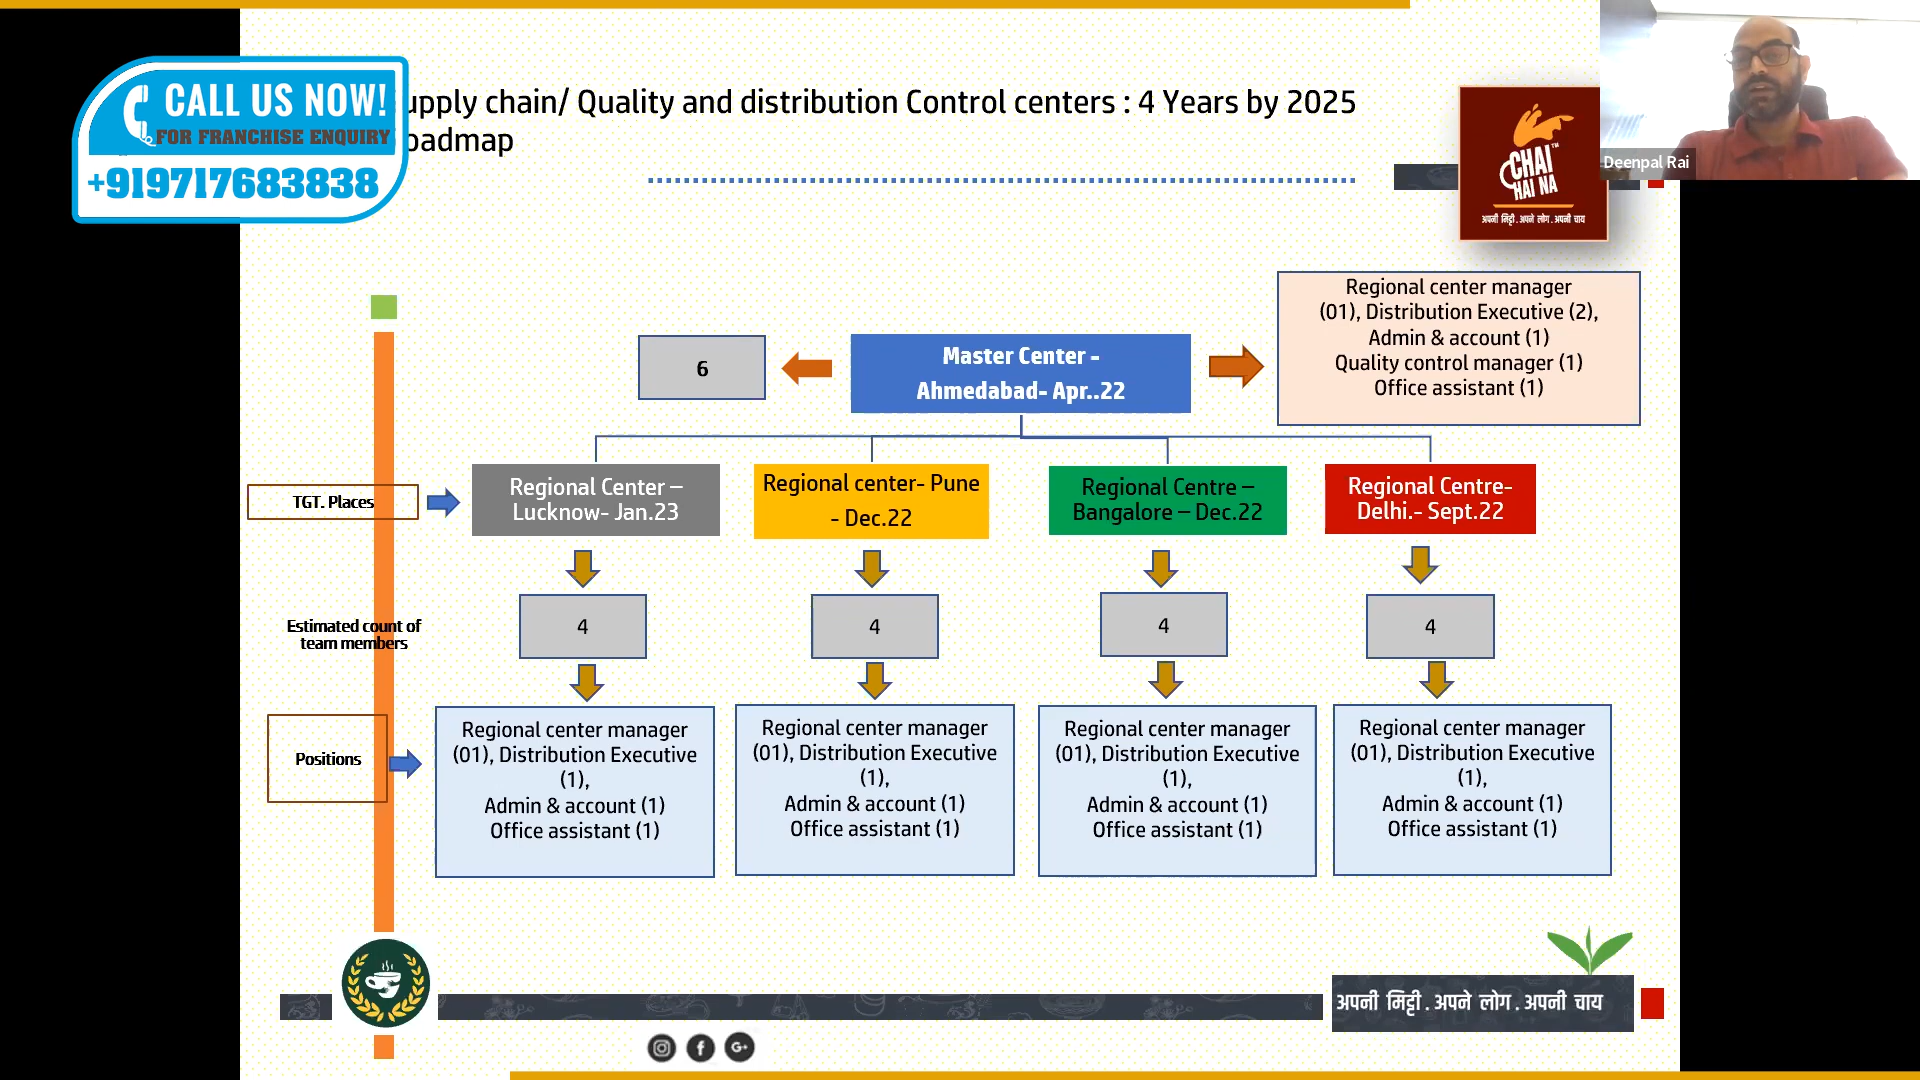 CALL US NOW!
FOR FRANCHISE ENQUIRY
+919717683838
upply chain/ Quality and distribution Control centers : 4 Years by 2025
oadmap
CHAI
HAI NA
TM
अपनी मिट्टी . अपने लोग . अपनी चाय
Deenpal Rai
Regional center manager
(01), Distribution Executive (2),
Admin & account (1)
Quality control manager (1)
Office assistant (1)
6
Master Center -
Ahmedabad- Apr..22
TGT. Places
Regional Center –
Lucknow- Jan.23
Regional center- Pune
- Dec.22
Regional Centre –
Bangalore – Dec.22
Regional Centre-
Delhi.- Sept.22
Estimated count of
team members
4
4
4
4
Positions
Regional center manager
(01), Distribution Executive
(1),
Admin & account (1)
Office assistant (1)
Regional center manager
(01), Distribution Executive
(1),
Admin & account (1)
Office assistant (1)
Regional center manager
(01), Distribution Executive
(1),
Admin & account (1)
Office assistant (1)
Regional center manager
(01), Distribution Executive
(1),
Admin & account (1)
Office assistant (1)
अपनी मिट्टी . अपने लोग . अपनी चाय
G+